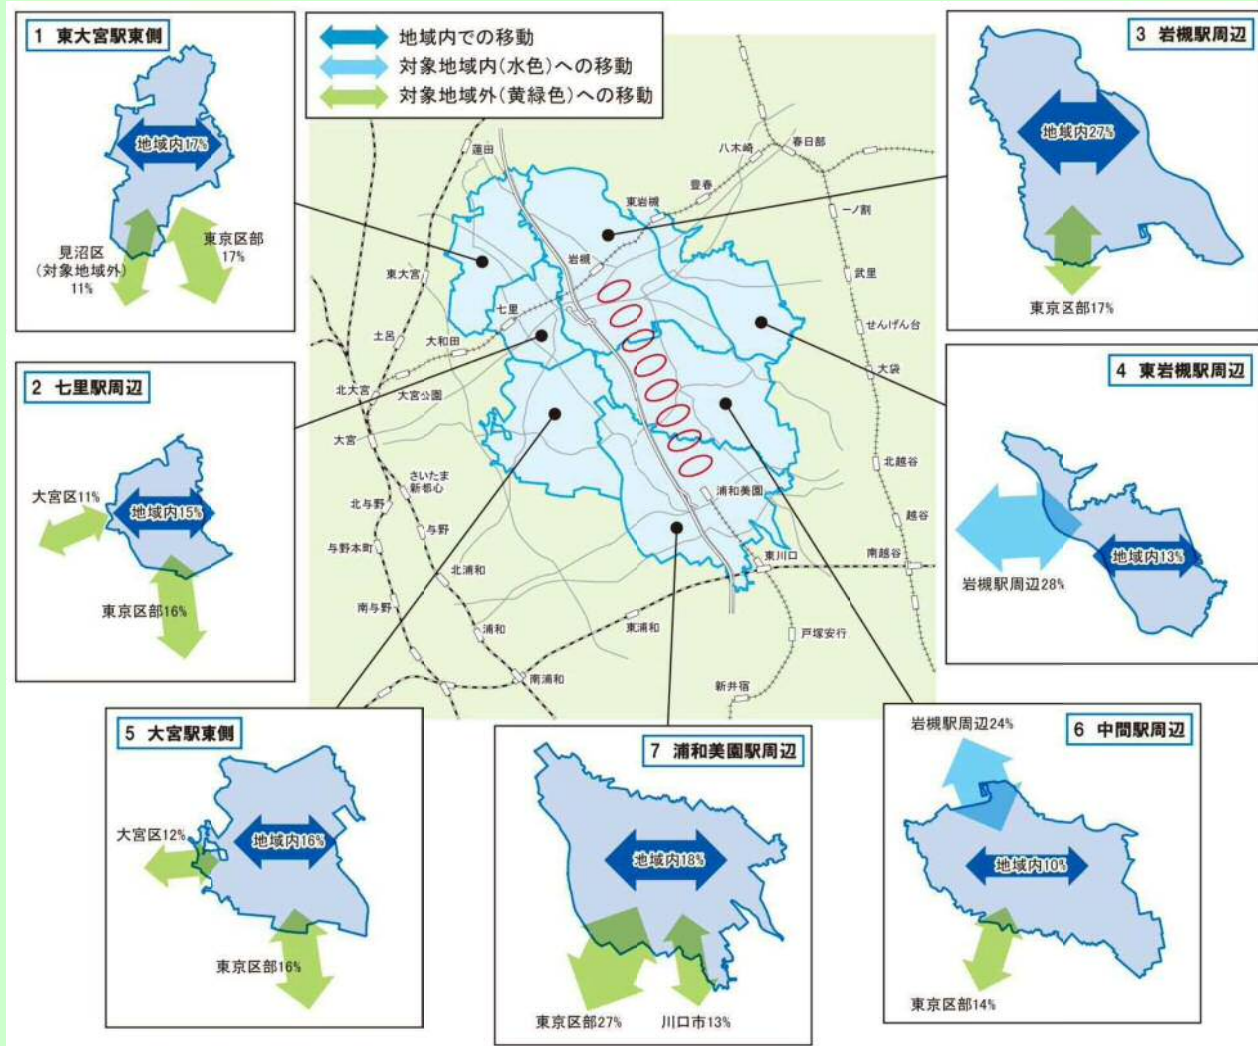 1 東大宮駅東側
地域内17%
見沼区
(対象地域外)
11%
東京区部
17%
地域内での移動
対象地域内(水色)への移動
対象地域外(黄緑色)への移動
3 岩槻駅周辺
地域内27%
東京区部17%
2 七里駅周辺
大宮区11%
地域内15%
東京区部16%
4 東岩槻駅周辺
地域内13%
岩槻駅周辺28%
蓮田
八木崎
春日部
豊春
東岩槻
一ノ割
岩槻
東大宮
武里
七里
せんげん台
土呂
大和田
大袋
北大宮
大宮公園
大宮
北越谷
さいたま
新都心
浦和美園
北与野
与野
越谷
与野本町
東川口
南越谷
北浦和
南与野
浦和
東浦和
戸塚安行
南浦和
新井宿
5 大宮駅東側
大宮区12%
地域内16%
東京区部16%
7 浦和美園駅周辺
地域内18%
東京区部27%
川口市13%
岩槻駅周辺24%
6 中間駅周辺
地域内10%
東京区部14%